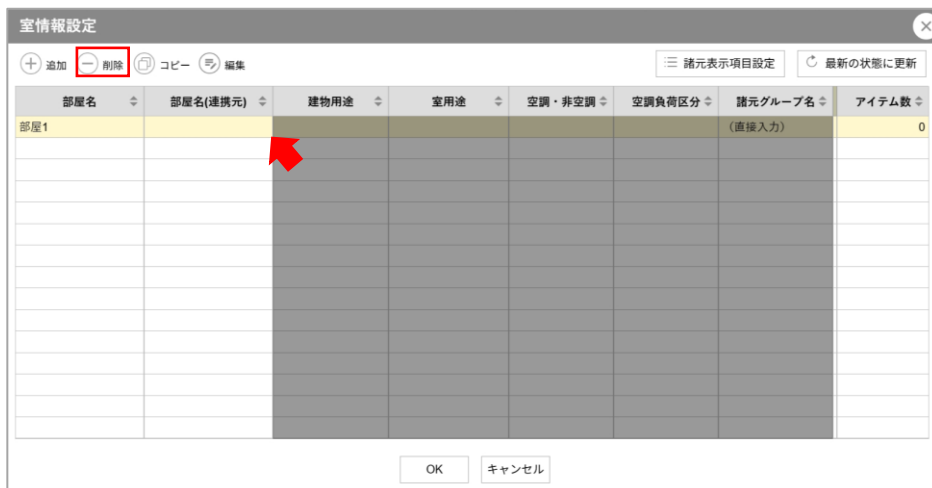 室情報設定
追加 削除 コピー 編集 諸元表示項目設定 最新の状態に更新
部屋名 部屋名(連携元) 建物用途 室用途 空調・非空調 空調負荷区分 諸元グループ名 アイテム数
部屋1 (直接入力) 0
OK キャンセル